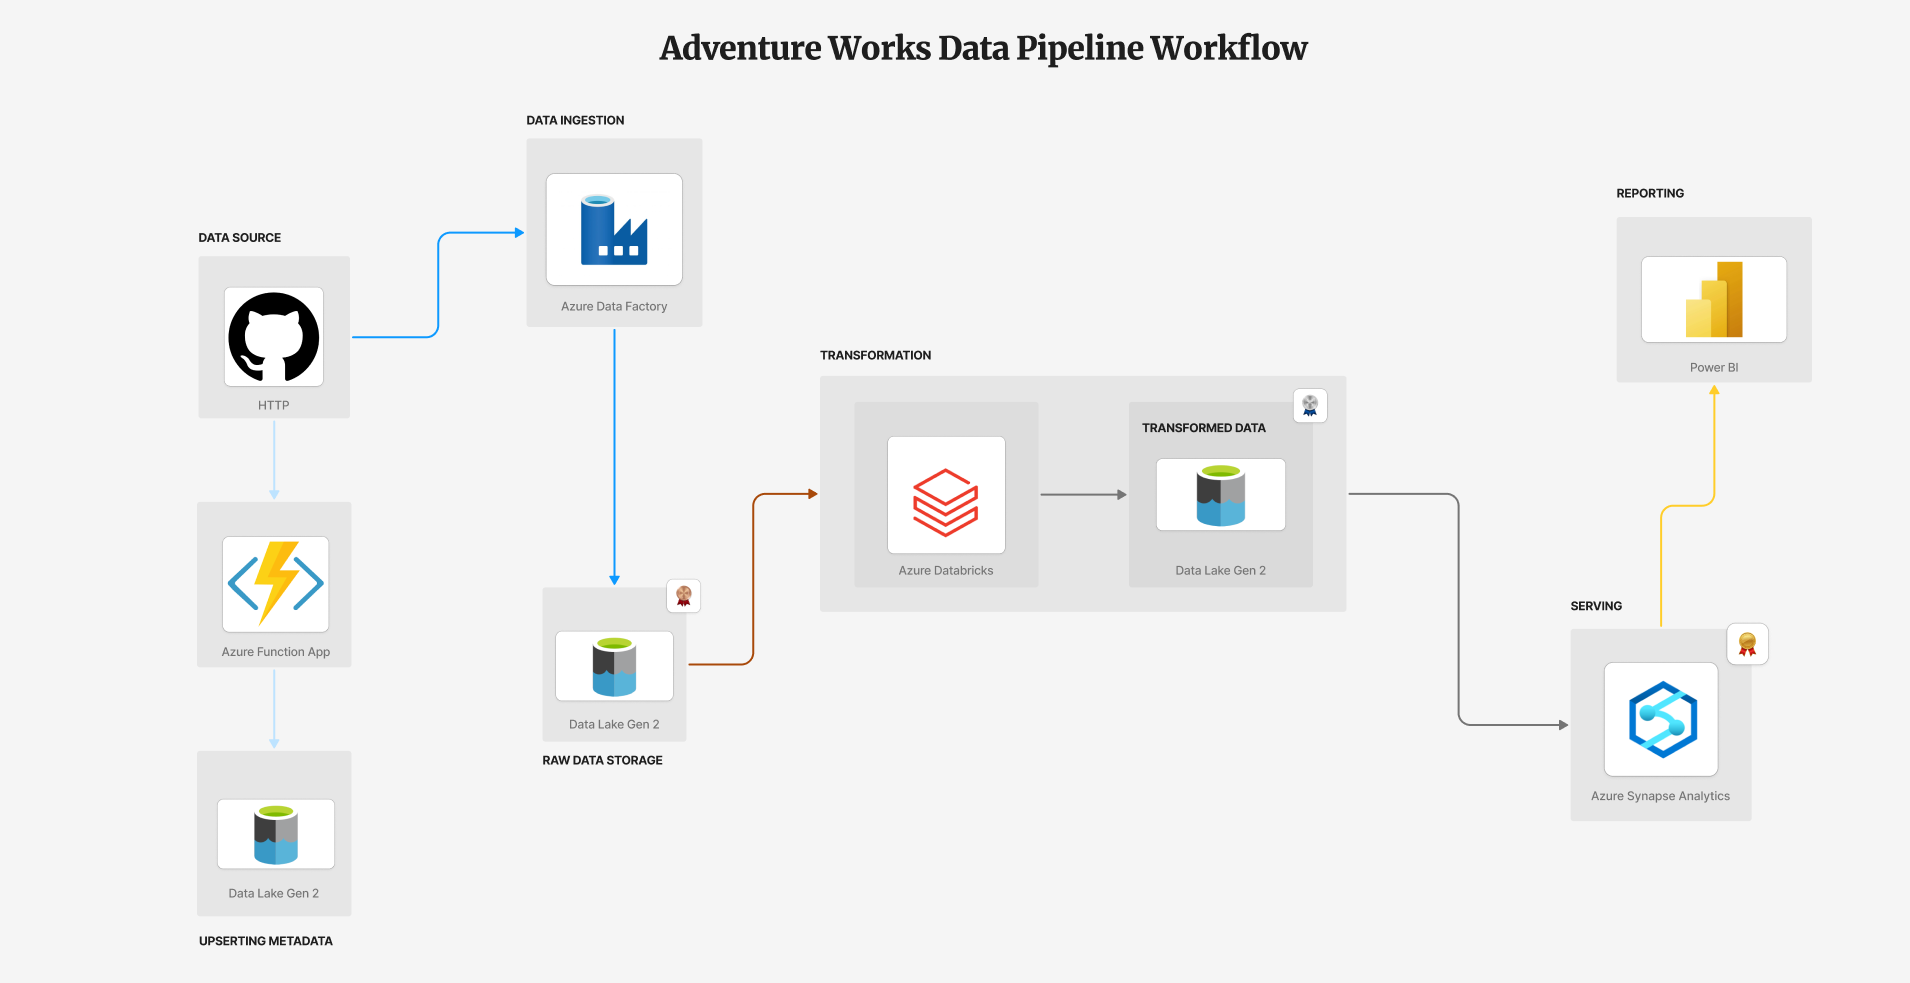 Adventure Works Data Pipeline Workflow
DATA SOURCE
HTTP
Azure Function App
Data Lake Gen 2
UPSERTING METADATA
DATA INGESTION
Azure Data Factory
Data Lake Gen 2
RAW DATA STORAGE
TRANSFORMATION
Azure Databricks
TRANSFORMED DATA
Data Lake Gen 2
SERVING
Azure Synapse Analytics
REPORTING
Power BI